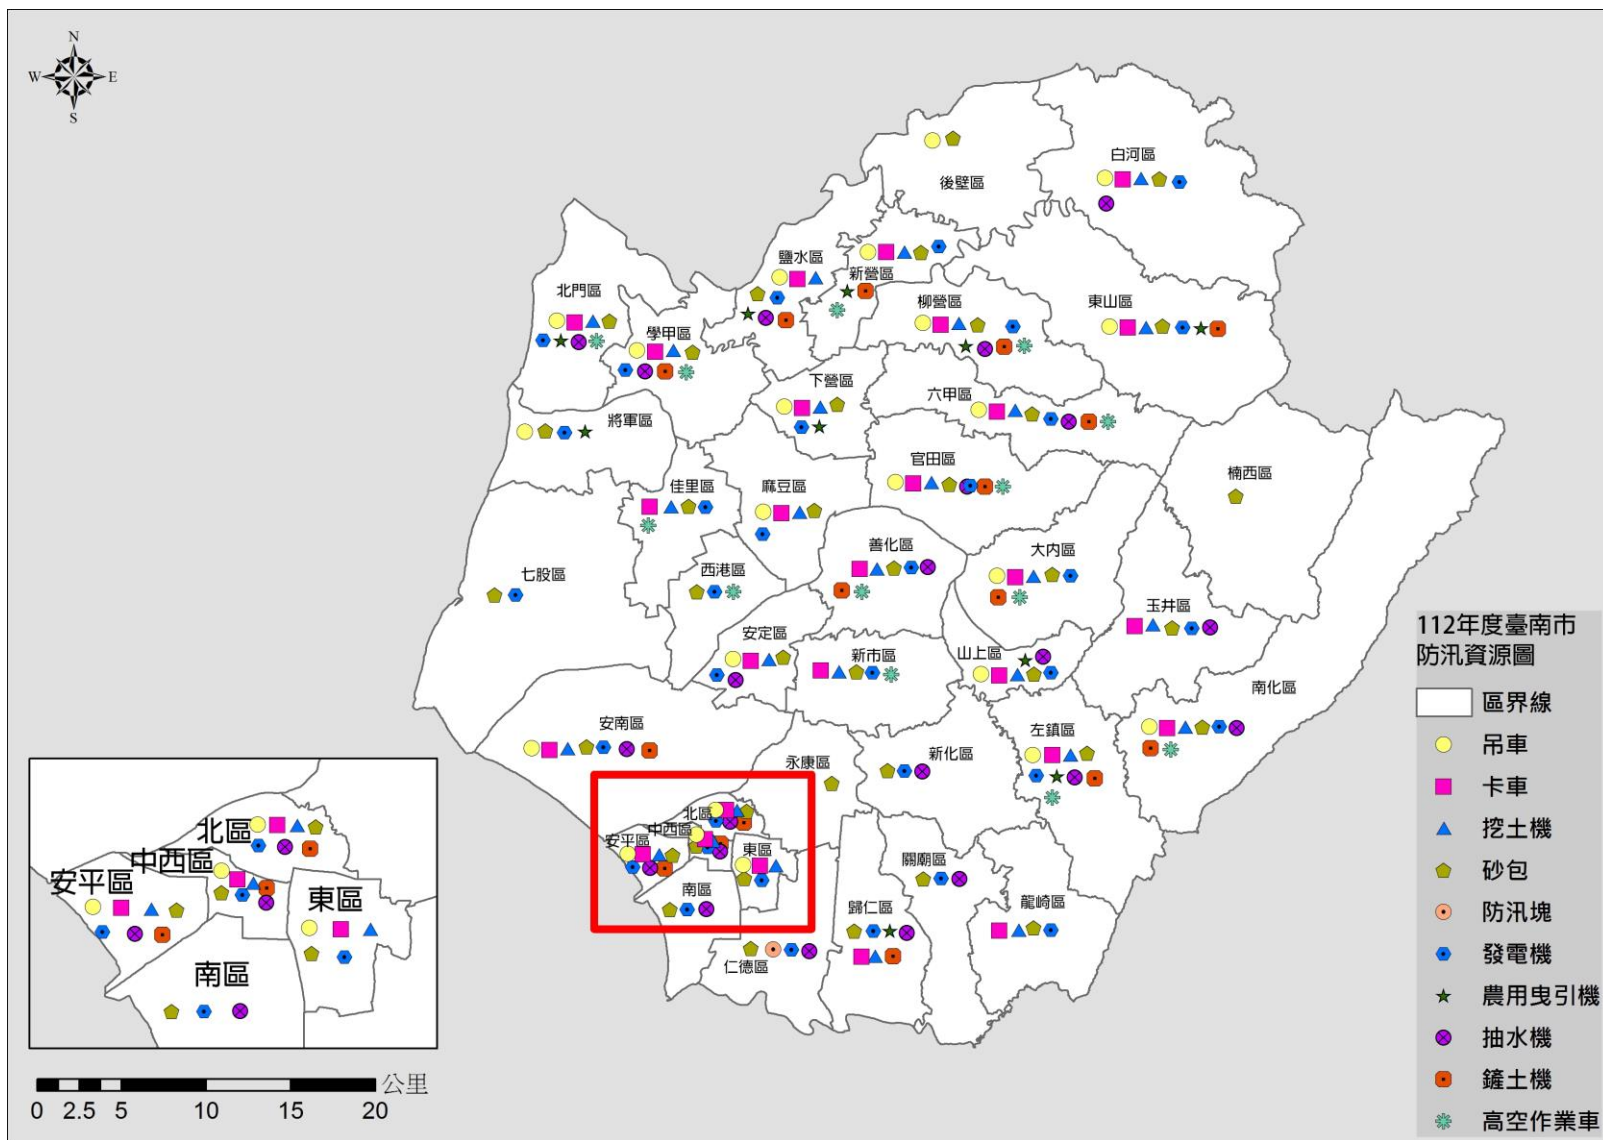 N
W
E
S
後壁區
白河區
鹽水區
新營區
北門區
柳營區
東山區
學甲區
下營區
六甲區
將軍區
官田區
楠西區
佳里區
麻豆區
善化區
大內區
七股區
西港區
玉井區
安定區
新市區
山上區
南化區
安南區
永康區
新化區
左鎮區
北區
中西區
安平區
東區
關廟區
南區
歸仁區
龍崎區
仁德區
北區
中西區
安平區
東區
南區
公里
0 2.5 5 10 15 20
112年度臺南市
防汛資源圖
區界線
吊車
卡車
挖土機
砂包
防汛塊
發電機
農用曳引機
抽水機
鏟土機
高空作業車